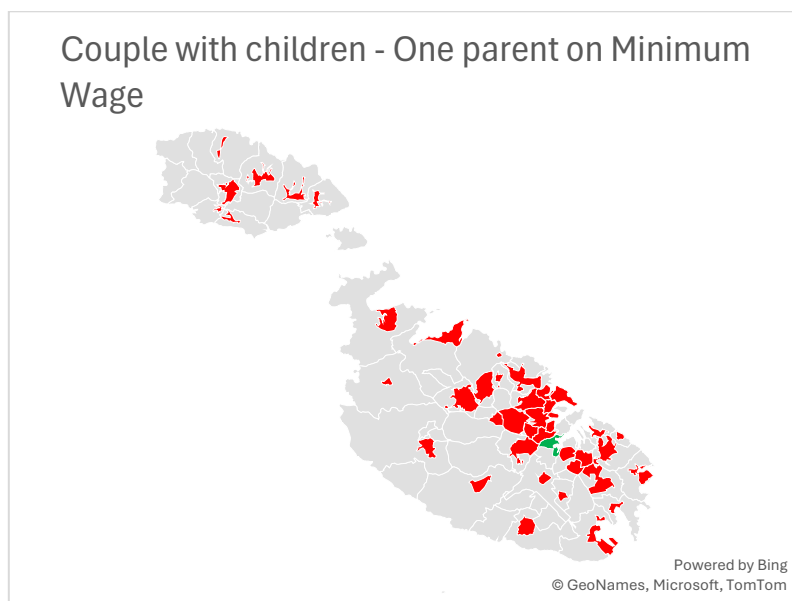 Couple with children - One parent on Minimum
Wage
Powered by Bing
© GeoNames, Microsoft, TomTom